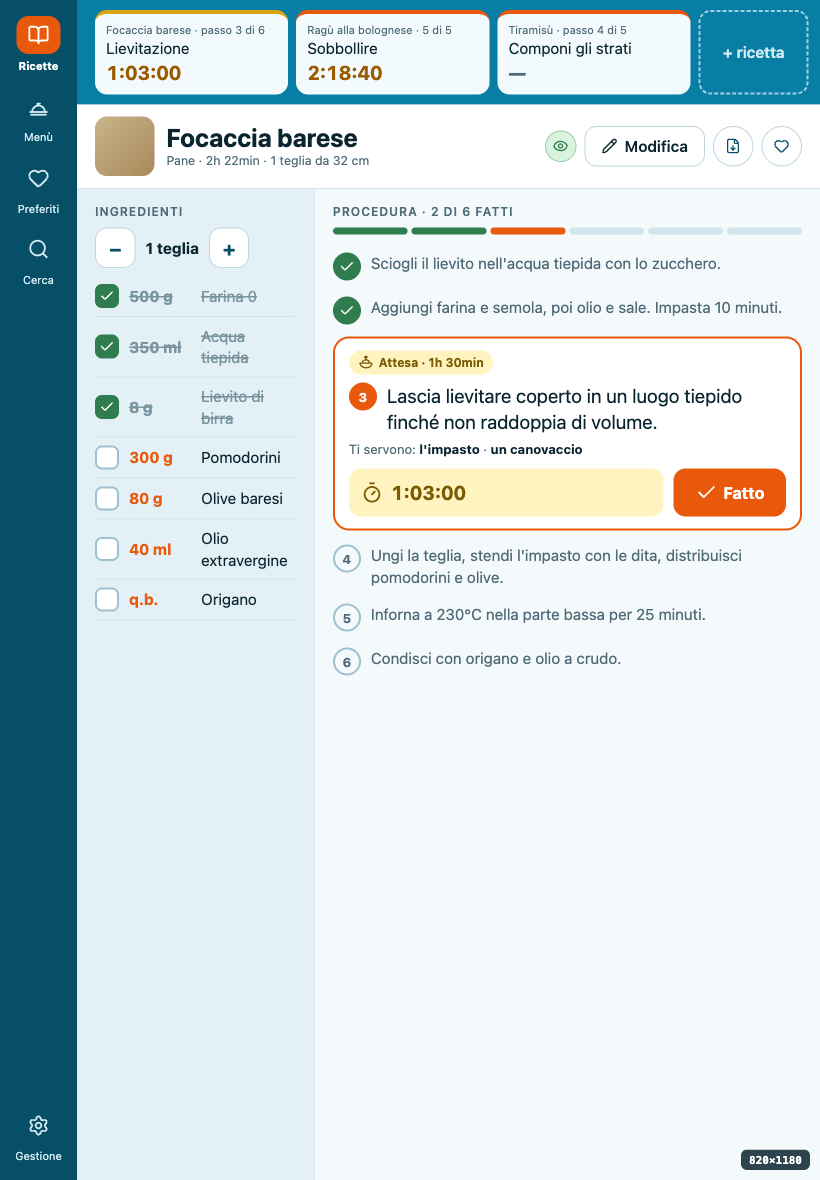 Ricette
Menù
Preferiti
Cerca
Gestione
Focaccia barese · passo 3 di 6
Lievitazione
1:03:00
Ragù alla bolognese · 5 di 5
Sobbollire
2:18:40
Tiramisù · passo 4 di 5
Componi gli strati
—
+ ricetta
Focaccia barese
Pane · 2h 22min · 1 teglia da 32 cm
Modifica
INGREDIENTI
− 1 teglia +
500 g Farina 0
350 ml Acqua
tiepida
8 g Lievito di
birra
300 g Pomodorini
80 g Olive baresi
40 ml Olio
extravergine
q.b. Origano
PROCEDURA · 2 DI 6 FATTI
Sciogli il lievito nell'acqua tiepida con lo zucchero.
Aggiungi farina e semola, poi olio e sale. Impasta 10 minuti.
Attesa · 1h 30min
3 Lascia lievitare coperto in un luogo tiepido
finché non raddoppia di volume.
Ti servono: l'impasto · un canovaccio
1:03:00
Fatto
4 Ungi la teglia, stendi l'impasto con le dita, distribuisci
pomodorini e olive.
5 Inforna a 230°C nella parte bassa per 25 minuti.
6 Condisci con origano e olio a crudo.
820×1180